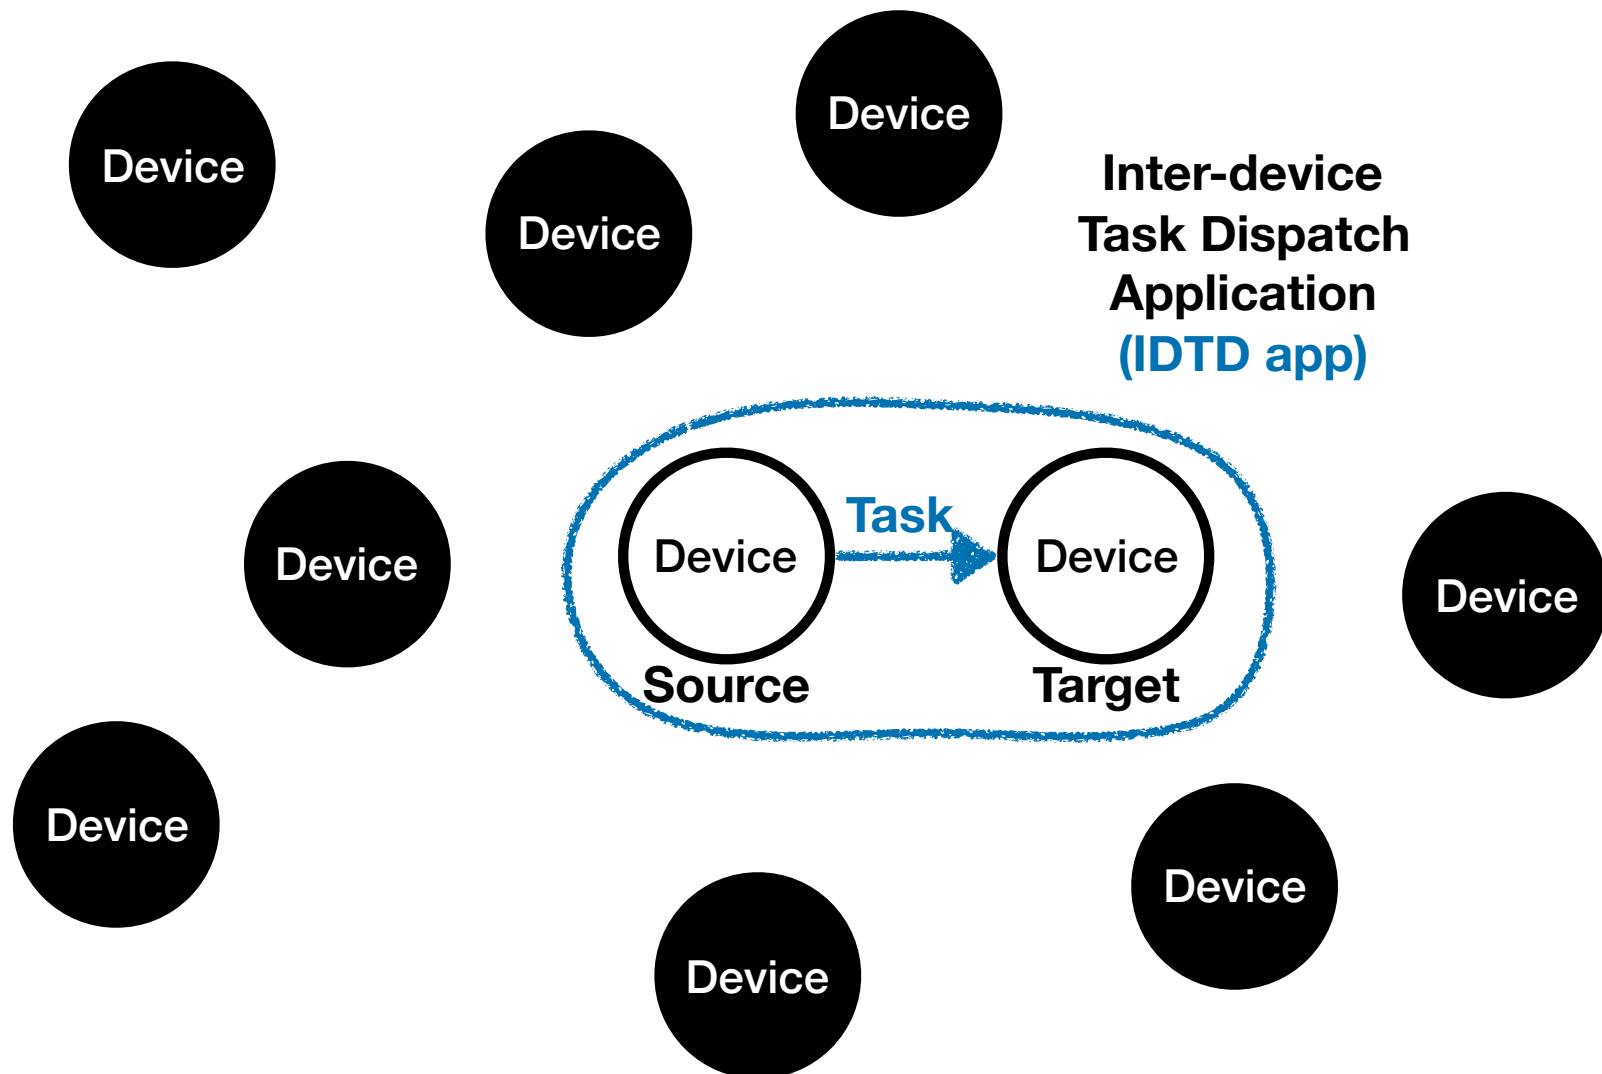 Device
Device
Device
Inter-device
Task Dispatch
Application
(IDTD app)
Task
Device
Device
Device
Device
Source
Target
Device
Device
Device